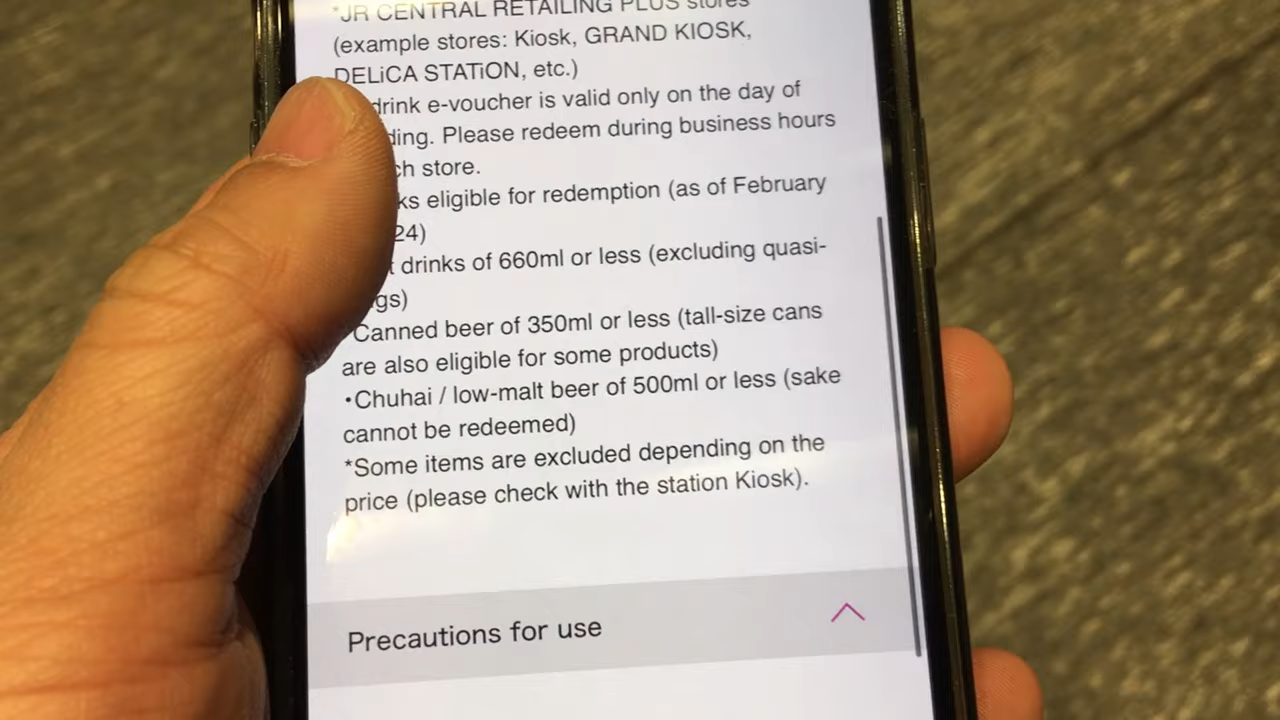 *JR CENTRAL RETAILING PLUS stores
(example stores: Kiosk, GRAND KIOSK,
DELiCA STATiON, etc.)
drink e-voucher is valid only on the day of
ding. Please redeem during business hours
ch store.
ks eligible for redemption (as of February
24)
t drinks of 660ml or less (excluding quasi-
gs)
Canned beer of 350ml or less (tall-size cans
are also eligible for some products)
・Chuhai / low-malt beer of 500ml or less (sake
cannot be redeemed)
*Some items are excluded depending on the
price (please check with the station Kiosk).
Precautions for use